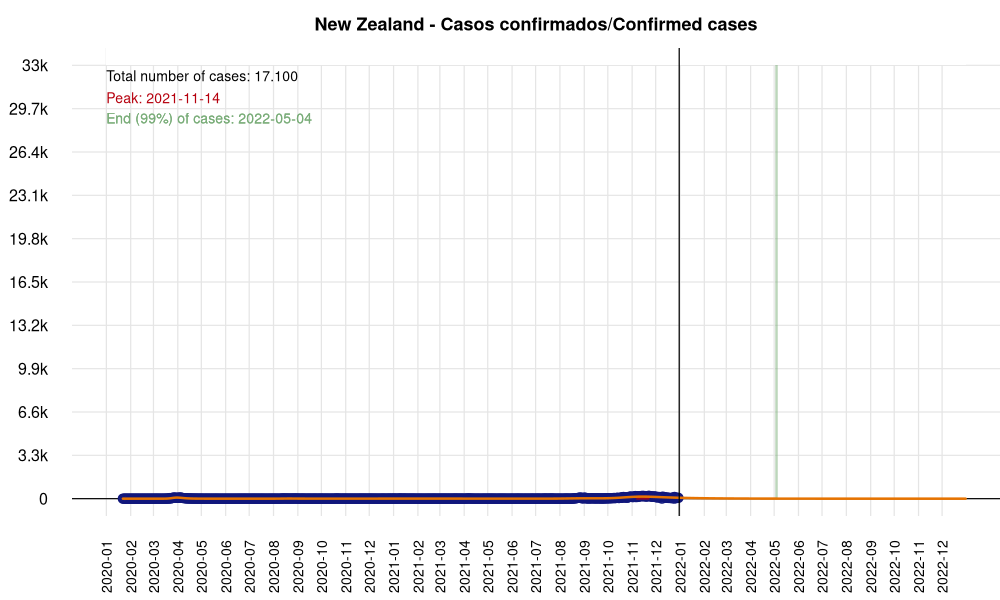 New Zealand - Casos confirmados/Confirmed cases
33k
Total number of cases: 17.100
Peak: 2021-11-14
29.7k
End (99%) of cases: 2022-05-04
26.4k
23.1k
19.8k
16.5k
13.2k
9.9k
6.6k
3.3k
0
2020-01
2020-02
2020-03
2020-04
2020-05
2020-06
2020-07
2020-08
2020-09
2020-10
2020-11
2020-12
2021-01
2021-02
2021-03
2021-04
2021-05
2021-06
2021-07
2021-08
2021-09
2021-10
2021-11
2021-12
2022-01
2022-02
2022-03
2022-04
2022-05
2022-06
2022-07
2022-08
2022-09
2022-10
2022-11
2022-12